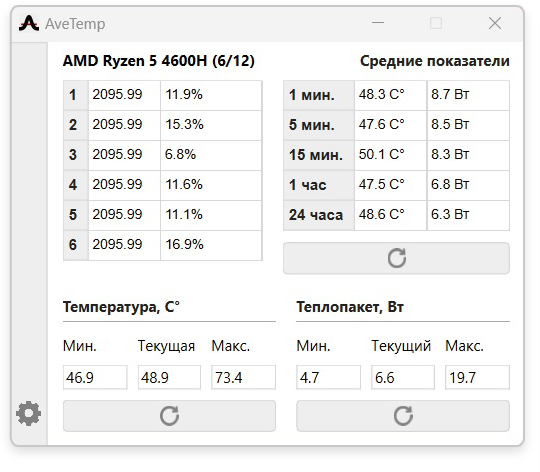 AveTemp
AMD Ryzen 5 4600H (6/12)
1 2095.99 11.9%
2 2095.99 15.3%
3 2095.99 6.8%
4 2095.99 11.6%
5 2095.99 11.1%
6 2095.99 16.9%
Средние показатели
1 мин. 48.3 C° 8.7 Вт
5 мин. 47.6 C° 8.5 Вт
15 мин. 50.1 C° 8.3 Вт
1 час 47.5 C° 6.8 Вт
24 часа 48.6 C° 6.3 Вт
Температура, C°
Мин. Текущая Макс.
46.9 48.9 73.4
Теплопакет, Вт
Мин. Текущий Макс.
4.7 6.6 19.7